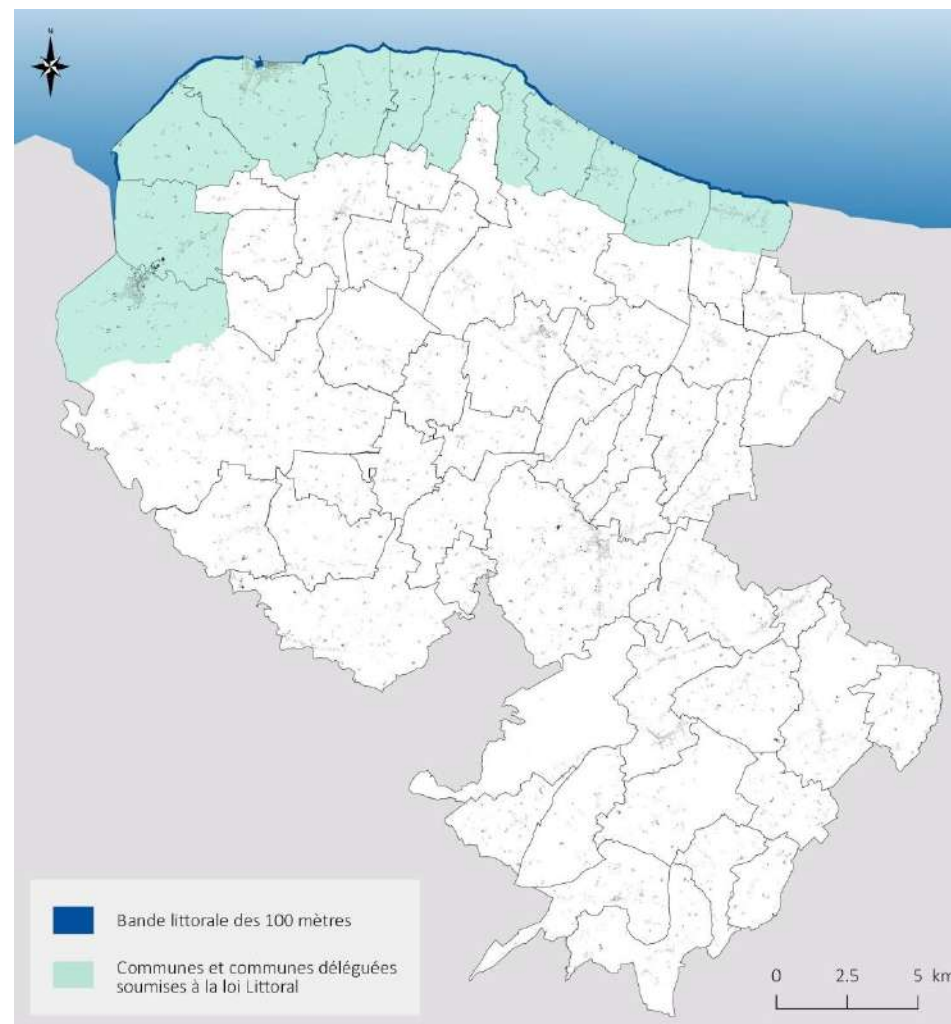 N
Bande littorale des 100 mètres
Communes et communes déléguées
soumises à la loi Littoral
0 2.5 5 km